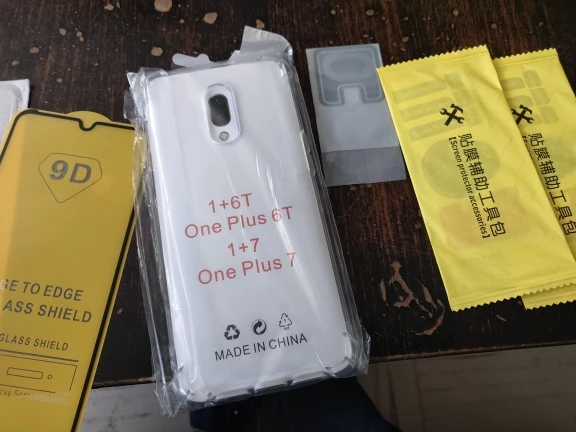 9D
GE TO EDGE
LASS SHIELD
GLASS SHIELD
1+6T
One Plus 6T
1+7
One Plus 7
MADE IN CHINA
贴膜辅助工具包
【Screen protector accessories】
贴膜辅助工具包